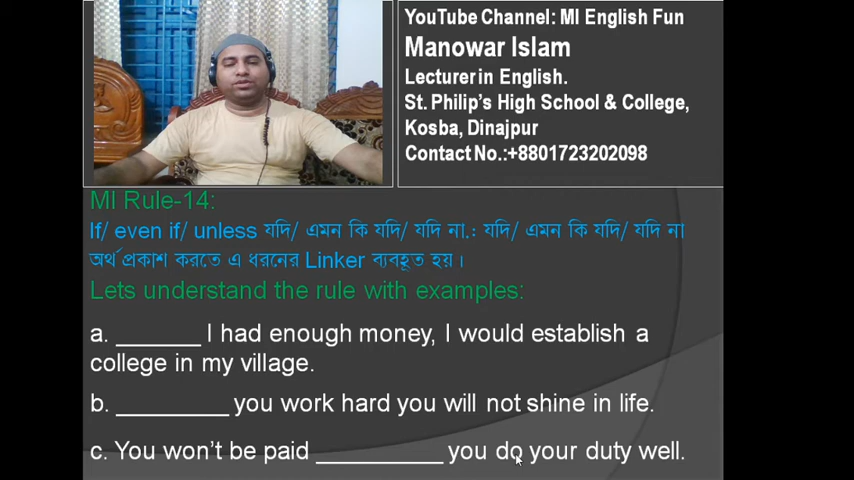 YouTube Channel: MI English Fun
Manowar Islam
Lecturer in English.
St. Philip's High School & College,
Kosba, Dinajpur
Contact No.:+8801723202098
MI Rule-14:
If/ even if/ unless যদি/ এমন কি যদি/ যদি না.: যদি/ এমন কি যদি/ যদি না
অর্থ প্রকাশ করতে এ ধরনের Linker ব্যবহৃত হয়।
Lets understand the rule with examples:
a. _______ I had enough money, I would establish a
college in my village.
b. _________ you work hard you will not shine in life.
c. You won't be paid __________ you do your duty well.